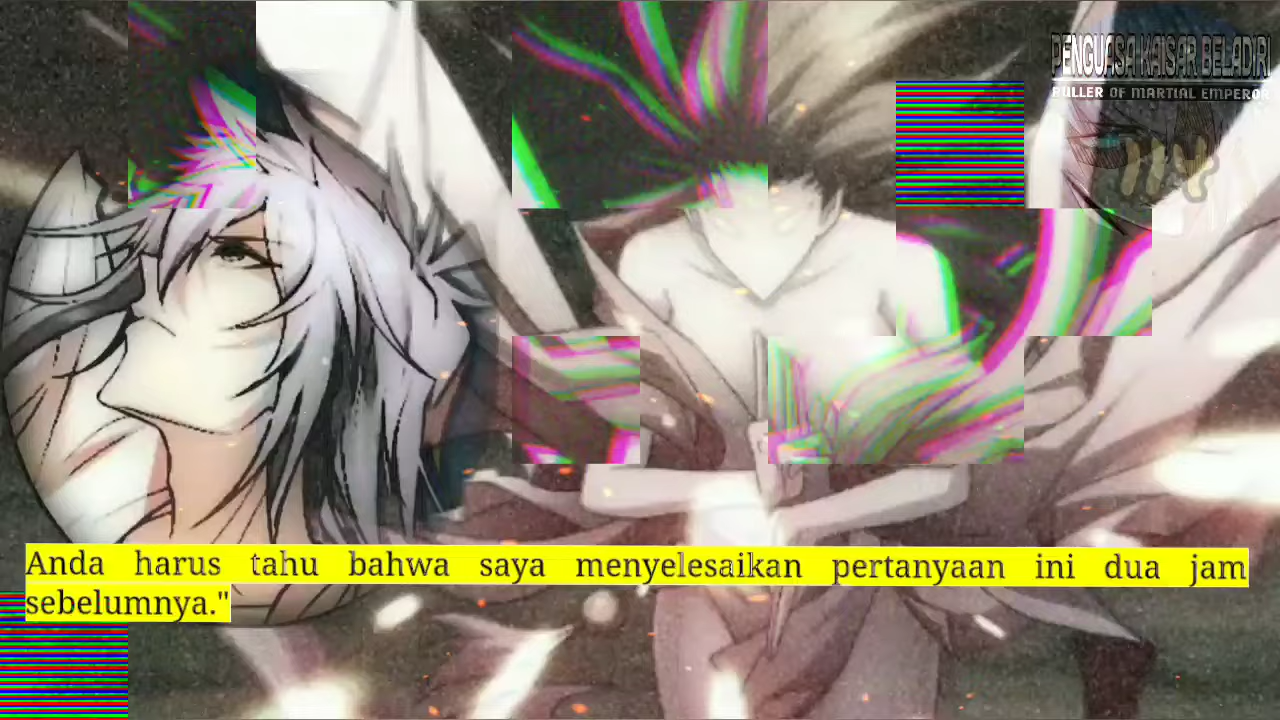 PENGUASA KAISAR BELADIRI
RULLER OF MARTIAL EMPEROR
Anda harus tahu bahwa saya menyelesaikan pertanyaan ini dua jam
sebelumnya."